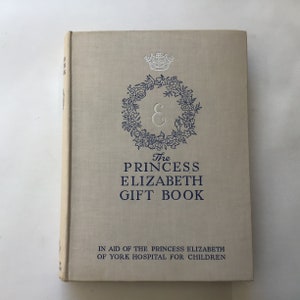 E
The
PRINCESS
ELIZABETH
GIFT BOOK
IN AID OF THE PRINCESS ELIZABETH
OF YORK HOSPITAL FOR CHILDREN